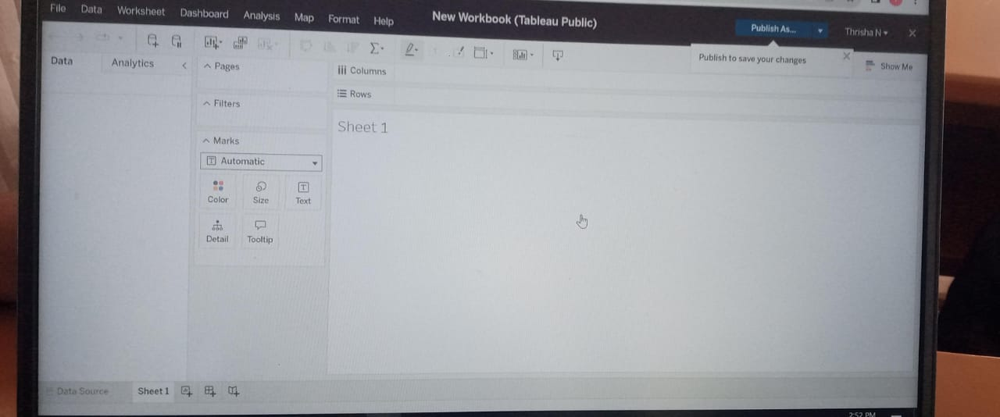 File Data Worksheet Dashboard Analysis Map Format Help
New Workbook (Tableau Public)
Publish As...
Thrisha N
Publish to save your changes
Show Me
Data Analytics
Pages
Columns
Filters
Rows
Sheet 1
Marks
Automatic
Color Size Text
Detail Tooltip
Data Source Sheet 1
2:52 PM